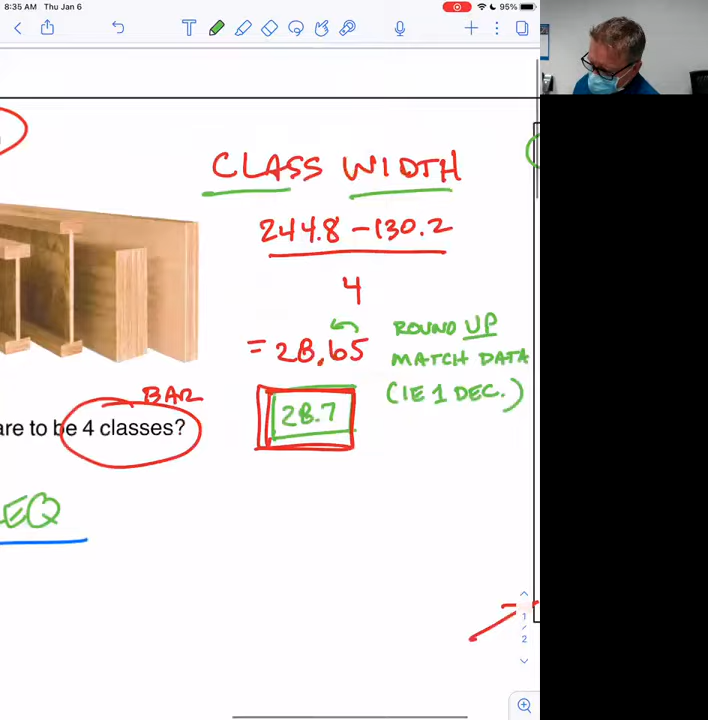 8:35 AM Thu Jan 6
95%
T
CLASS WIDTH
244.8 - 130.2
4
= 28.65
ROUND UP
MATCH DATA
(IE 1 DEC.)
28.7
BAR
are to be 4 classes?
EQ
1
/
2